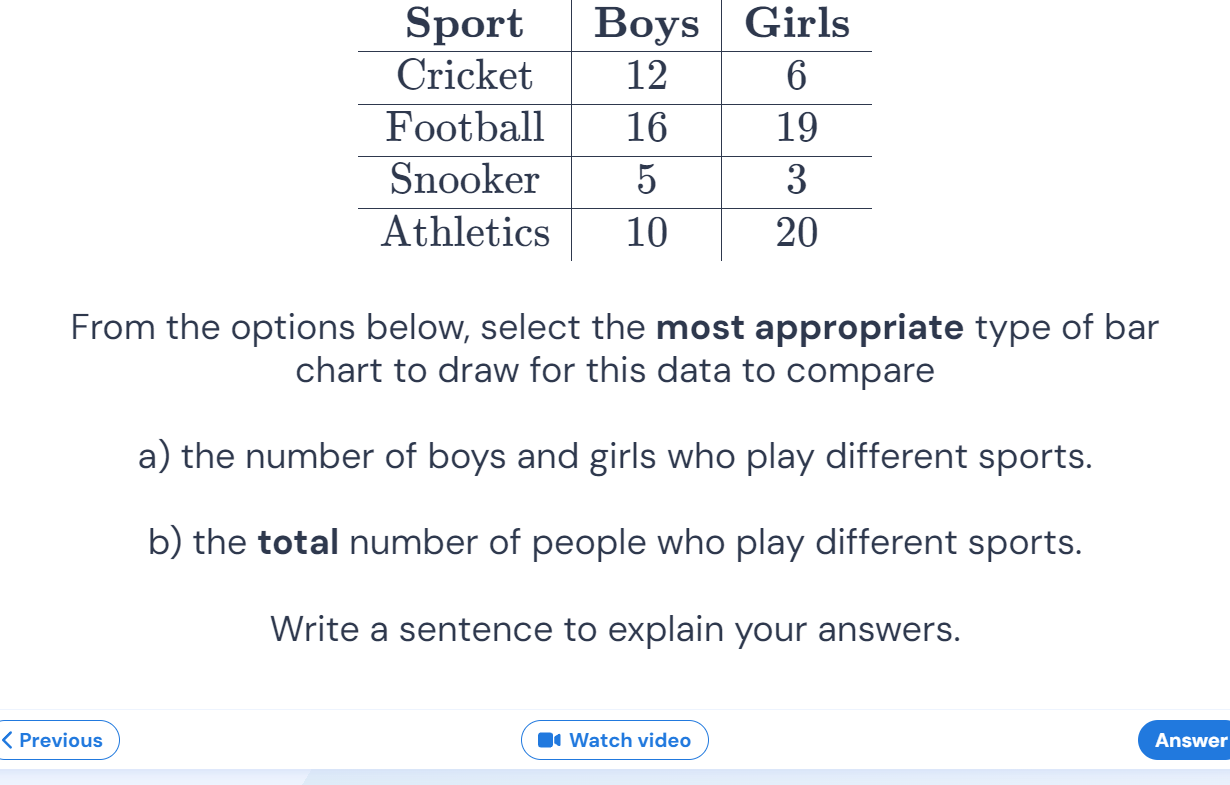 Sport Boys Girls
Cricket 12 6
Football 16 19
Snooker 5 3
Athletics 10 20
From the options below, select the most appropriate type of bar
chart to draw for this data to compare
a) the number of boys and girls who play different sports.
b) the total number of people who play different sports.
Write a sentence to explain your answers.
Previous Watch video Answer